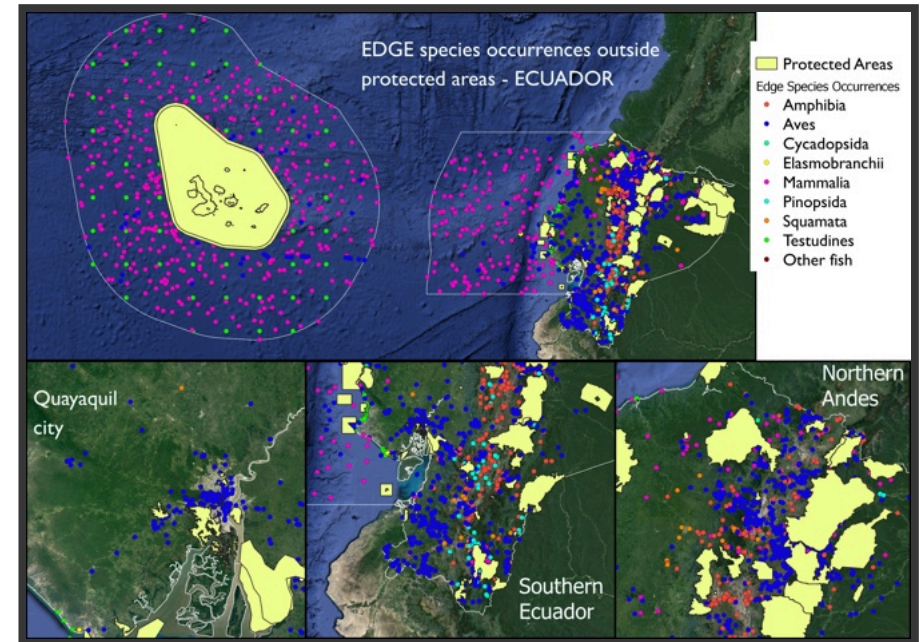 EDGE species occurrences outside
protected areas - ECUADOR
Protected Areas
Edge Species Occurrences
Amphibia
Aves
Cycadopsida
Elasmobranchii
Mammalia
Pinopsida
Squamata
Testudines
Other fish
Quayaquil
city
Southern
Ecuador
Northern
Andes